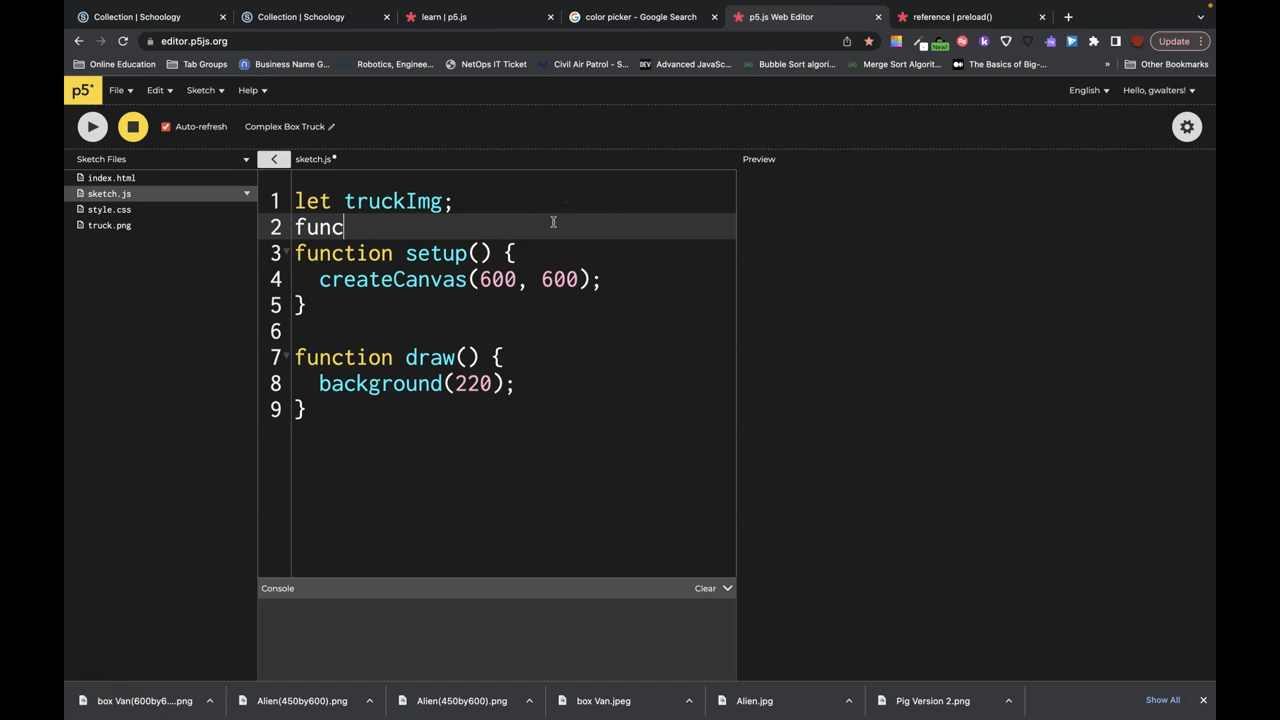 Collection | Schoology
Collection | Schoology
learn | p5.js
color picker - Google Search
p5.js Web Editor
reference | preload()
editor.p5js.org
New!
Update
Online Education
Tab Groups
Business Name G...
Robotics, Engineer...
NetOps IT Ticket
Civil Air Patrol - S...
DEV
Advanced JavaSc...
Bubble Sort algori...
Merge Sort Algorit...
The Basics of Big-...
»
Other Bookmarks
p5*
File
Edit
Sketch
Help
English
Hello, gwalters!
Auto-refresh
Complex Box Truck
Sketch Files
sketch.js
Preview
index.html
sketch.js
style.css
truck.png
1 let truckImg;
2 func
3 function setup() {
4 createCanvas(600, 600);
5 }
6
7 function draw() {
8 background(220);
9 }
Console
Clear
box Van(600by6....png
Alien(450by600).png
Alien(450by600).png
box Van.jpeg
Alien.jpg
Pig Version 2.png
Show All